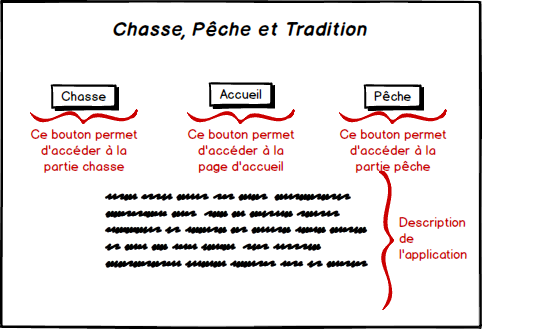 Chasse, Pêche et Tradition
Chasse
Accueil
Pêche
Ce bouton permet
d'accéder à la
partie chasse
Ce bouton permet
d'accéder à la
page d'accueil
Ce bouton permet
d'accéder à la
partie pêche
Description
de
l'application